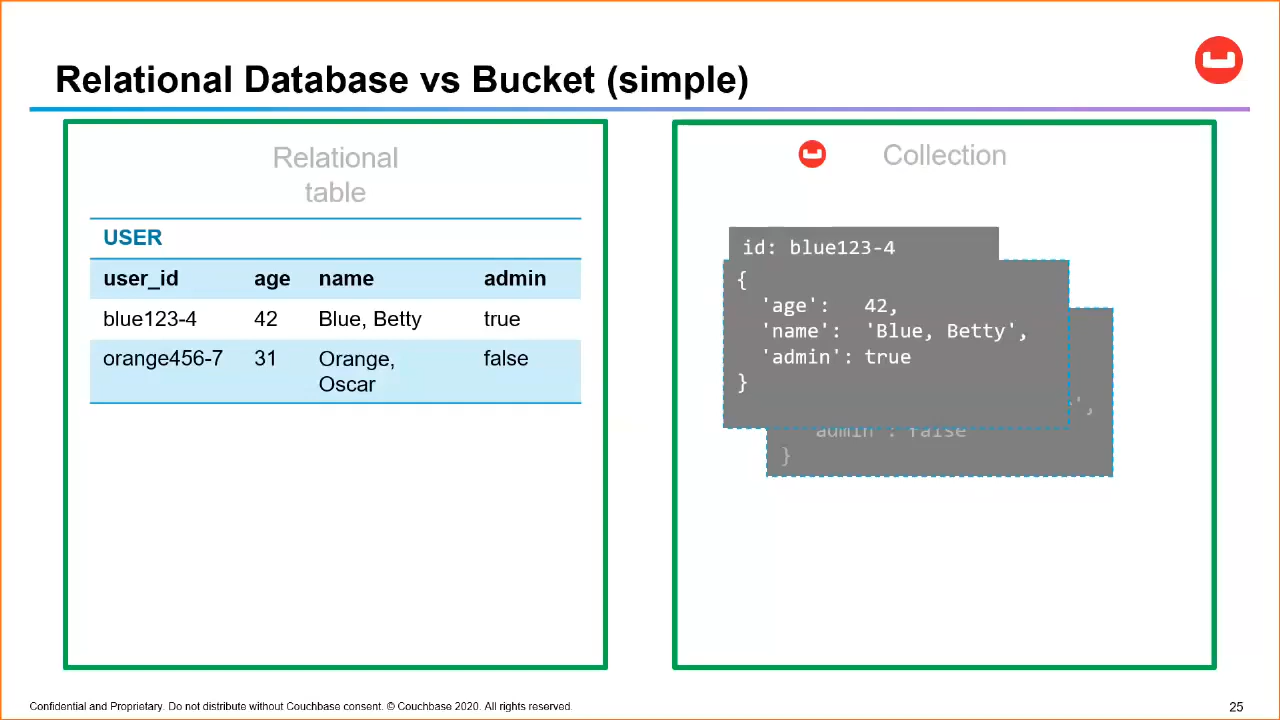 Relational Database vs Bucket (simple)
Relational
table
USER
user_id age name admin
blue123-4 42 Blue, Betty true
orange456-7 31 Orange, false
Oscar
Collection
id: blue123-4
{
'age': 42,
'name': 'Blue, Betty',
'admin': true
}
',
admin': false
}
Confidential and Proprietary. Do not distribute without Couchbase consent. © Couchbase 2020. All rights reserved.
25